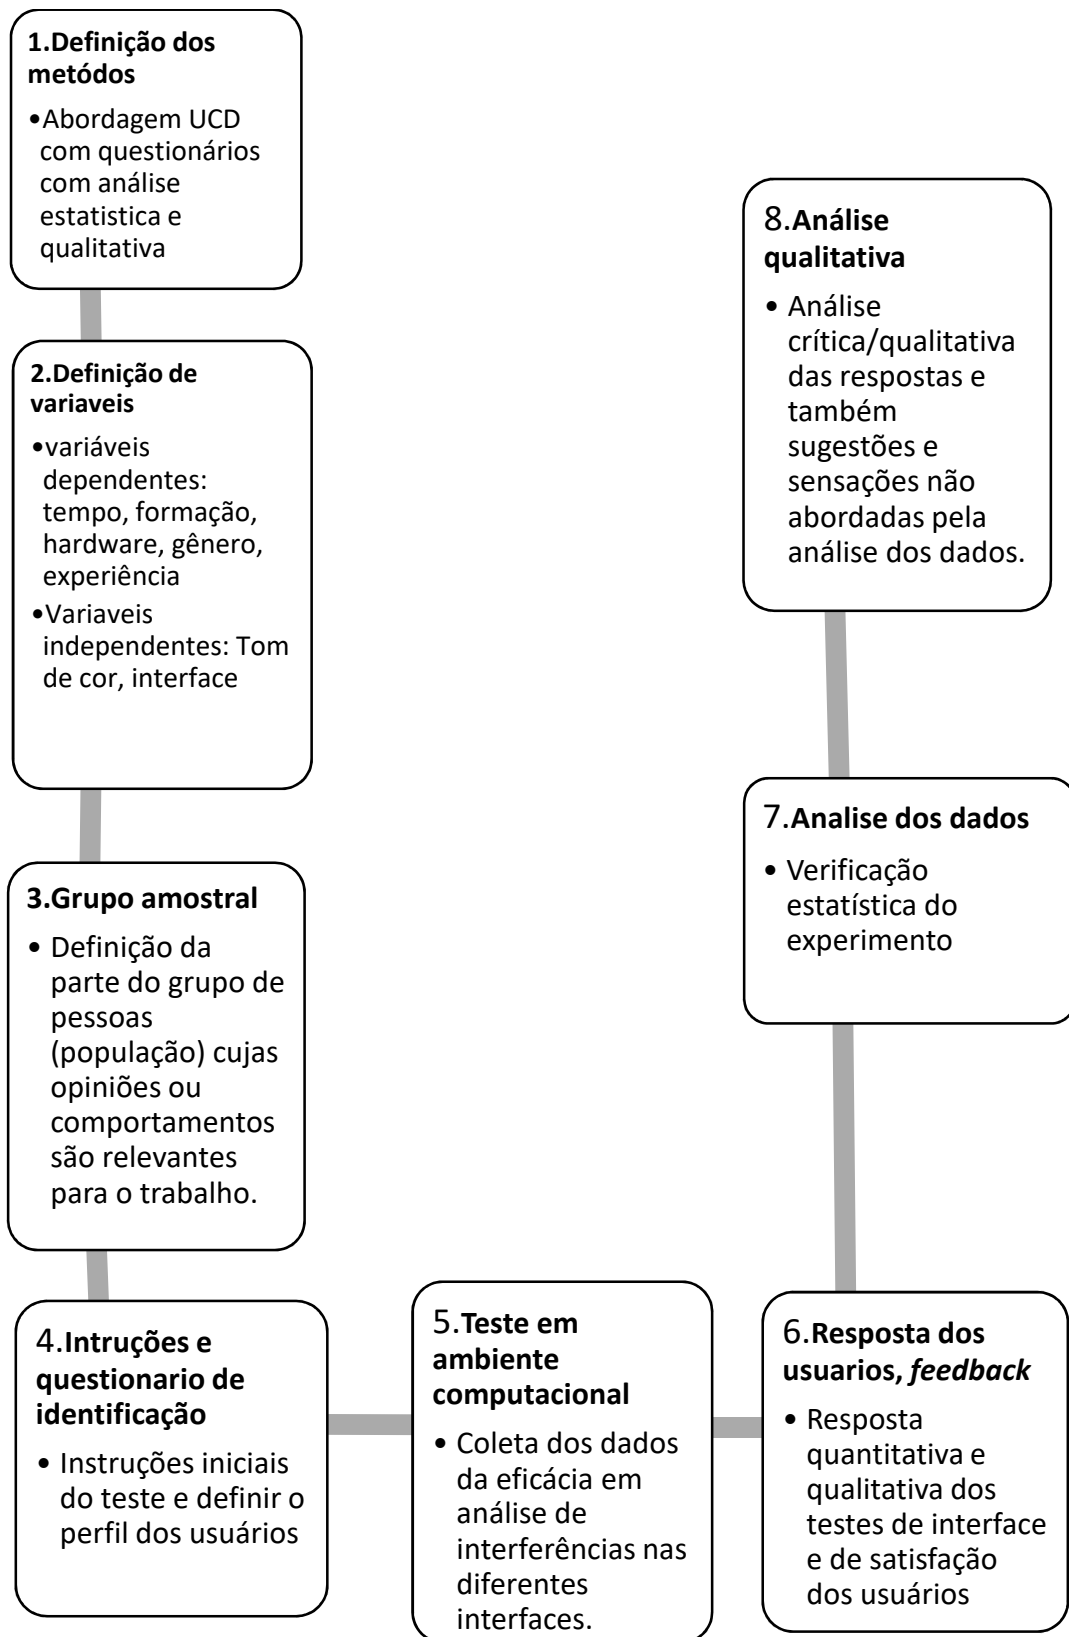 1.Definição dos
metódos
•Abordagem UCD
com questionários
com análise
estatistica e
qualitativa
2.Definição de
variaveis
•variáveis
dependentes:
tempo, formação,
hardware, gênero,
experiência
•Variaveis
independentes: Tom
de cor, interface
3.Grupo amostral
• Definição da
parte do grupo de
pessoas
(população) cujas
opiniões ou
comportamentos
são relevantes
para o trabalho.
4.Intruções e
questionario de
identificação
• Instruções iniciais
do teste e definir o
perfil dos usuários
5.Teste em
ambiente
computacional
• Coleta dos dados
da eficácia em
análise de
interferências nas
diferentes
interfaces.
6.Resposta dos
usuarios, feedback
• Resposta
quantitativa e
qualitativa dos
testes de interface
e de satisfação
dos usuários
7.Analise dos dados
• Verificação
estatística do
experimento
8.Análise
qualitativa
• Análise
crítica/qualitativa
das respostas e
também
sugestões e
sensações não
abordadas pela
análise dos dados.